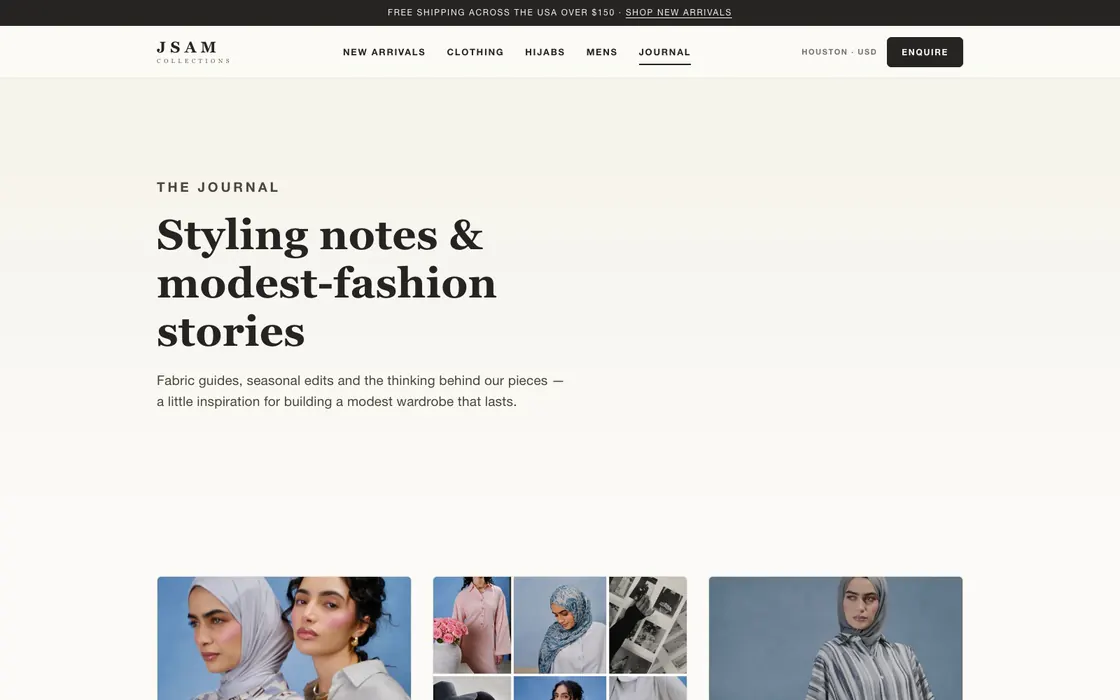 FREE SHIPPING ACROSS THE USA OVER $150 · SHOP NEW ARRIVALS
JSAM
COLLECTIONS
NEW ARRIVALS
CLOTHING
HIJABS
MENS
JOURNAL
HOUSTON · USD
ENQUIRE
THE JOURNAL
Styling notes &
modest-fashion
stories
Fabric guides, seasonal edits and the thinking behind our pieces —
a little inspiration for building a modest wardrobe that lasts.